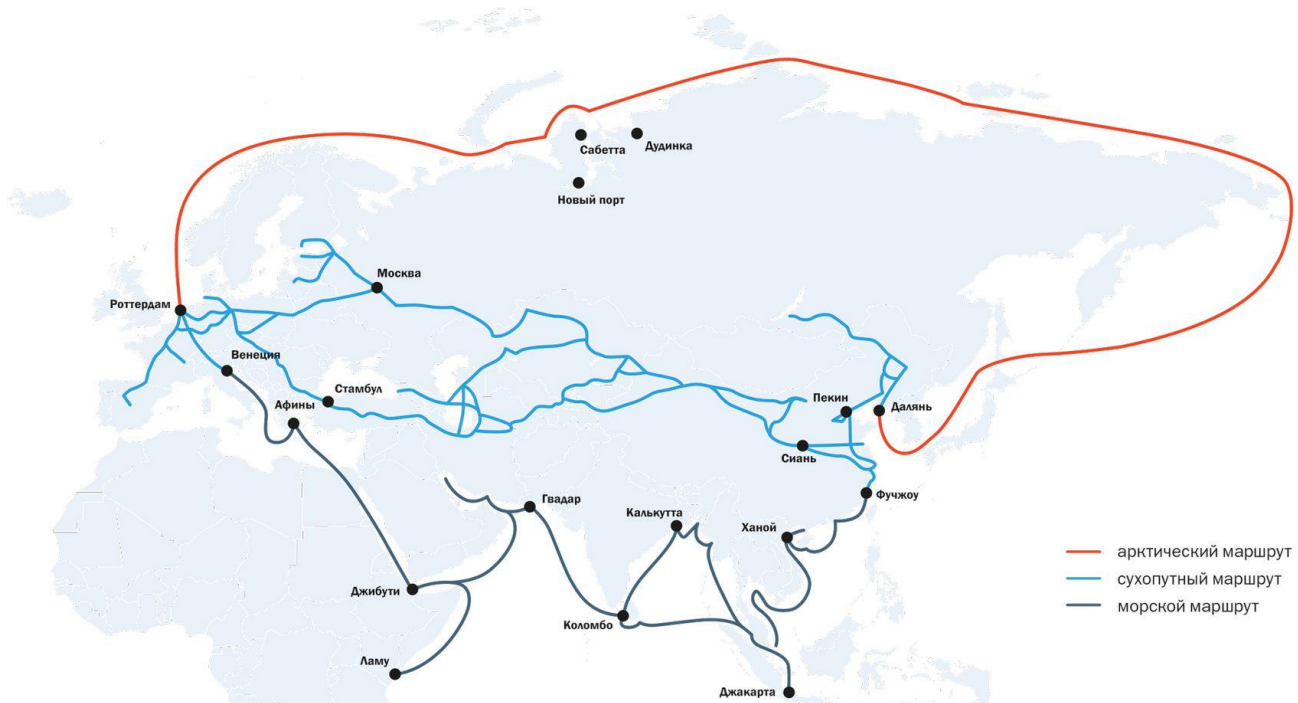 Сабетта
Дудинка
Новый порт
Москва
Роттердам
Венеция
Стамбул
Афины
Пекин
Далянь
Сиань
Фучжоу
Гвадар
Калькутта
Ханой
Джибути
Коломбо
Ламу
Джакарта
арктический маршрут
сухопутный маршрут
морской маршрут